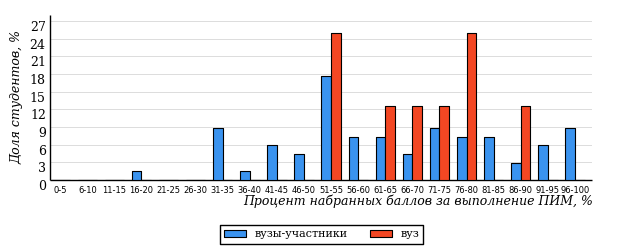 Доля студентов, %
27
24
21
18
15
12
9
6
3
0
0-5 6-10 11-15 16-20 21-25 26-30 31-35 36-40 41-45 46-50 51-55 56-60 61-65 66-70 71-75 76-80 81-85 86-90 91-95 96-100
Процент набранных баллов за выполнение ПИМ, %
вузы-участники вуз